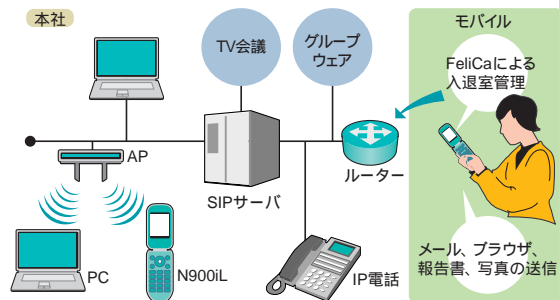 本社
TV会議
グループ
ウェア
モバイル
FeliCaによる
入退室管理
AP
SIPサーバ
ルーター
PC
N900iL
IP電話
メール、ブラウザ、
報告書、写真の送信